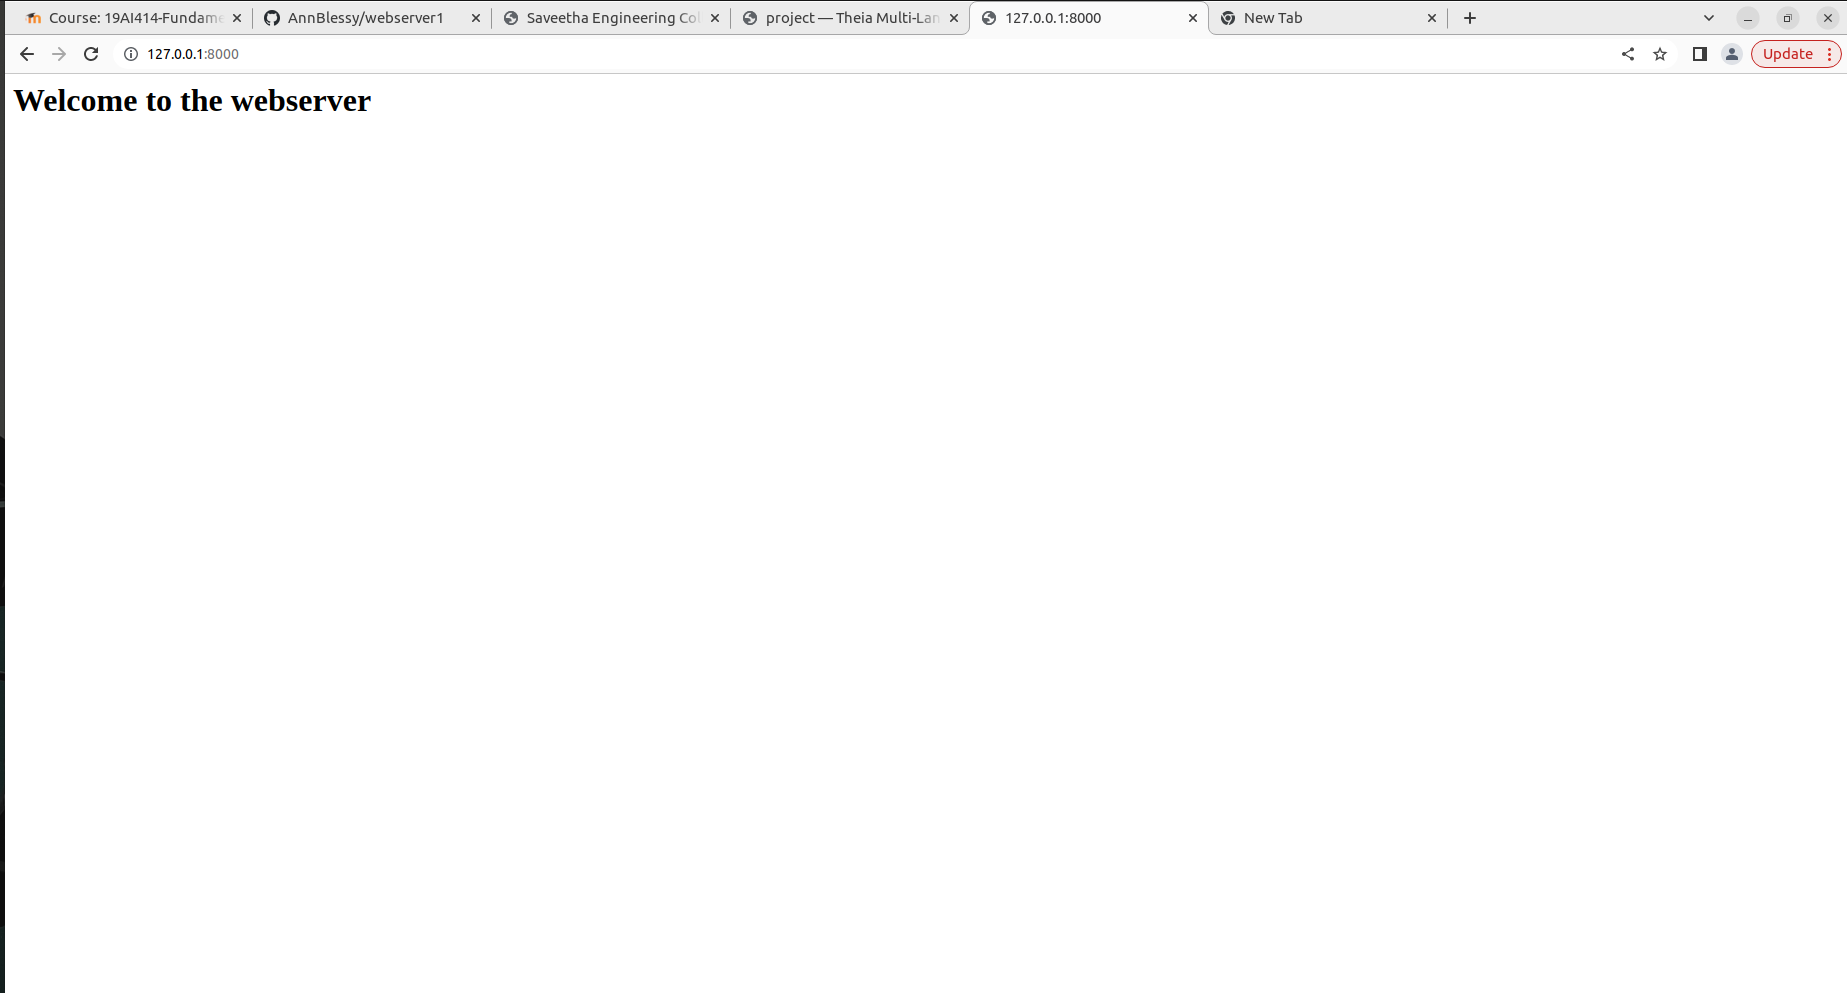 Course: 19AI414-Fundame
AnnBlessy/webserver1
Saveetha Engineering Col
project — Theia Multi-Lan
127.0.0.1:8000
New Tab
127.0.0.1:8000
Update
Welcome to the webserver